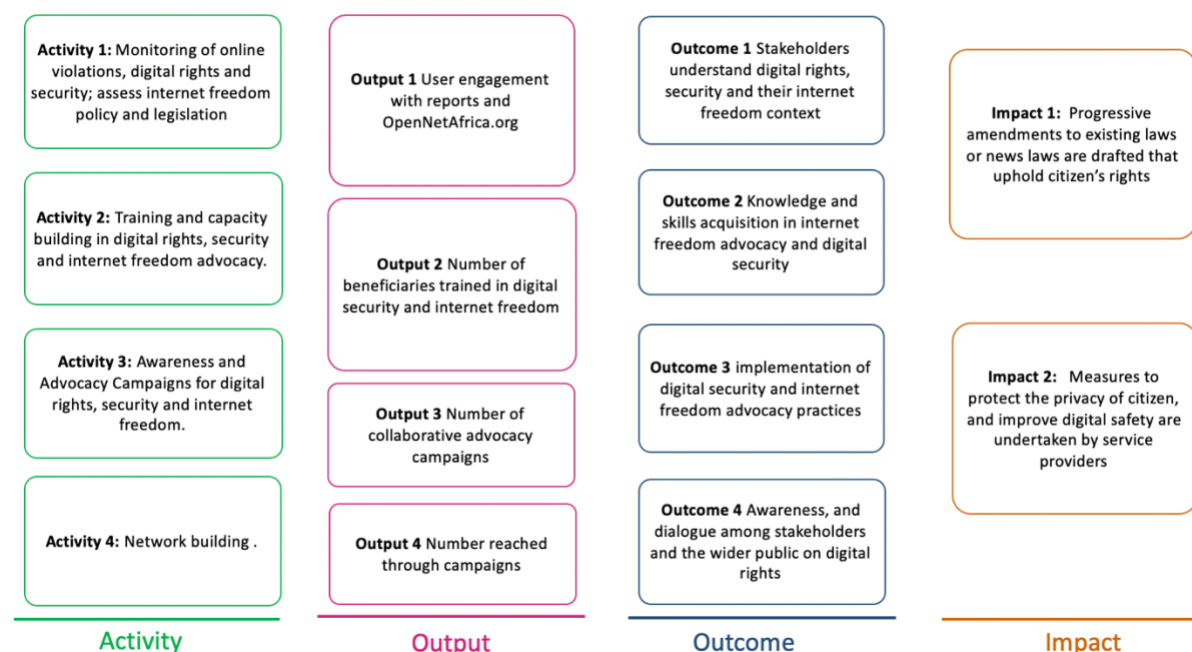 Activity 1: Monitoring of online
violations, digital rights and
security; assess internet freedom
policy and legislation
Activity 2: Training and capacity
building in digital rights, security
and internet freedom advocacy.
Activity 3: Awareness and
Advocacy Campaigns for digital
rights, security and internet
freedom.
Activity 4: Network building .
Activity
Output 1 User engagement
with reports and
OpenNetAfrica.org
Output 2 Number of
beneficiaries trained in digital
security and internet freedom
Output 3 Number of
collaborative advocacy
campaigns
Output 4 Number reached
through campaigns
Output
Outcome 1 Stakeholders
understand digital rights,
security and their internet
freedom context
Outcome 2 Knowledge and
skills acquisition in internet
freedom advocacy and digital
security
Outcome 3 implementation of
digital security and internet
freedom advocacy practices
Outcome 4 Awareness, and
dialogue among stakeholders
and the wider public on digital
rights
Outcome
Impact 1: Progressive
amendments to existing laws
or news laws are drafted that
uphold citizen's rights
Impact 2: Measures to
protect the privacy of citizen,
and improve digital safety are
undertaken by service
providers
Impact